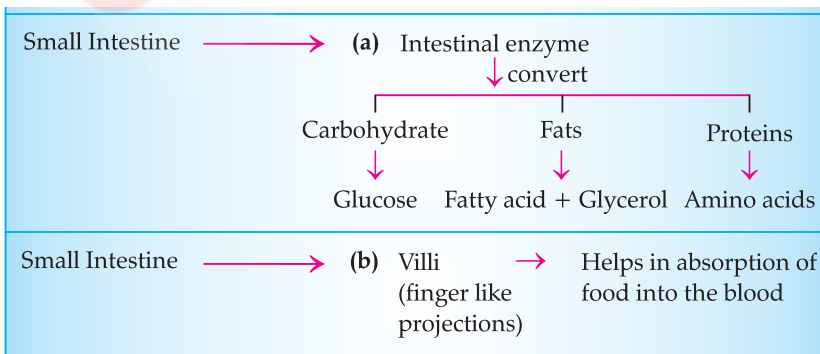 Small Intestine (a) Intestinal enzyme
convert
Carbohydrate Fats Proteins
Glucose Fatty acid + Glycerol Amino acids
Small Intestine (b) Villi Helps in absorption of
(finger like food into the blood
projections)